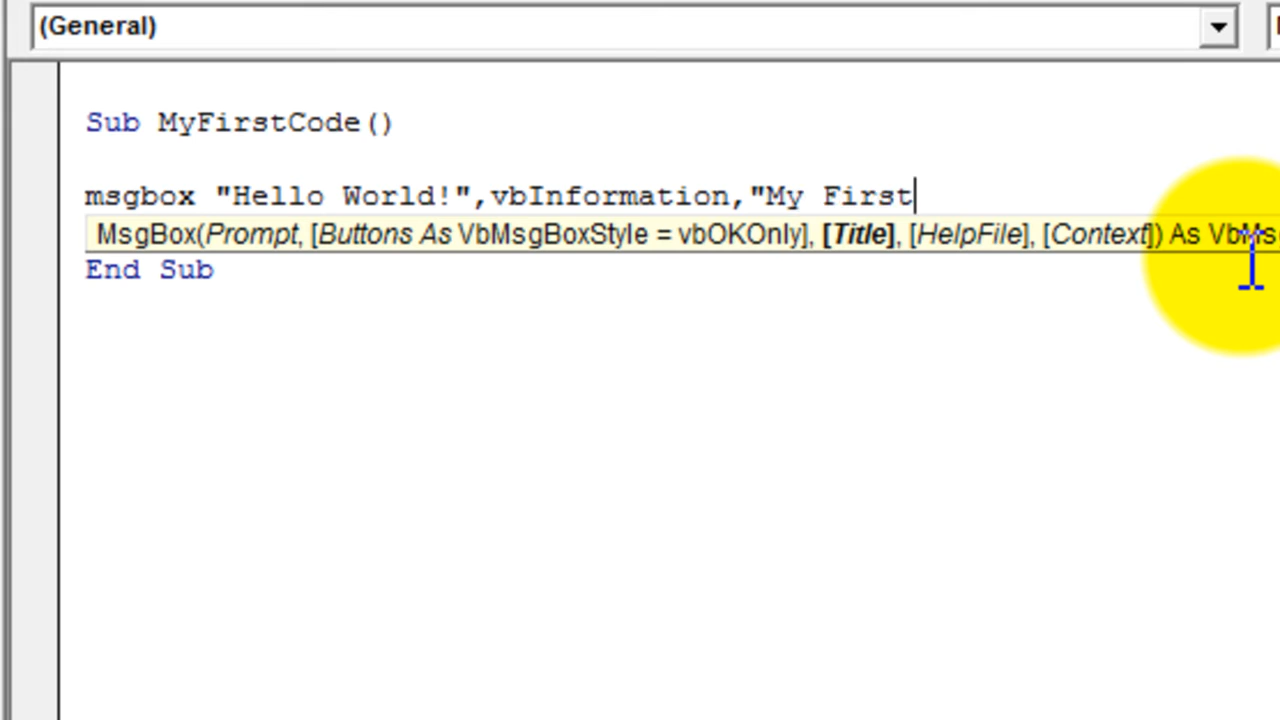 (General)
Sub MyFirstCode()
msgbox "Hello World!",vbInformation,"My First
MsgBox(Prompt, [Buttons As VbMsgBoxStyle = vbOKOnly], [Title], [HelpFile], [Context]) As VbMs
End Sub